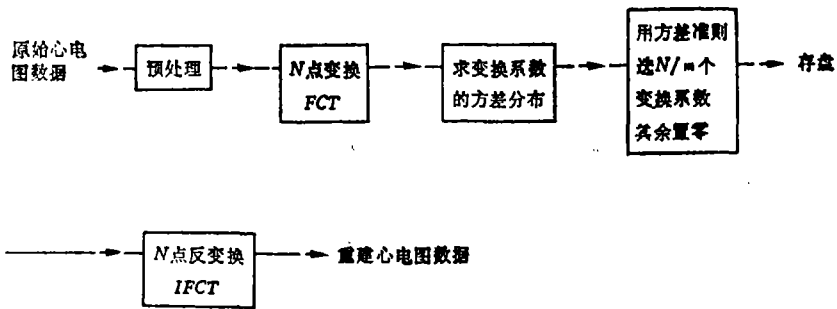 原始心电
图数据
预处理
N点变换
FCT
求变换系数
的方差分布
用方差准则
选N/m个
变换系数
其余置零
存盘
N点反变换
IFCT
重建心电图数据